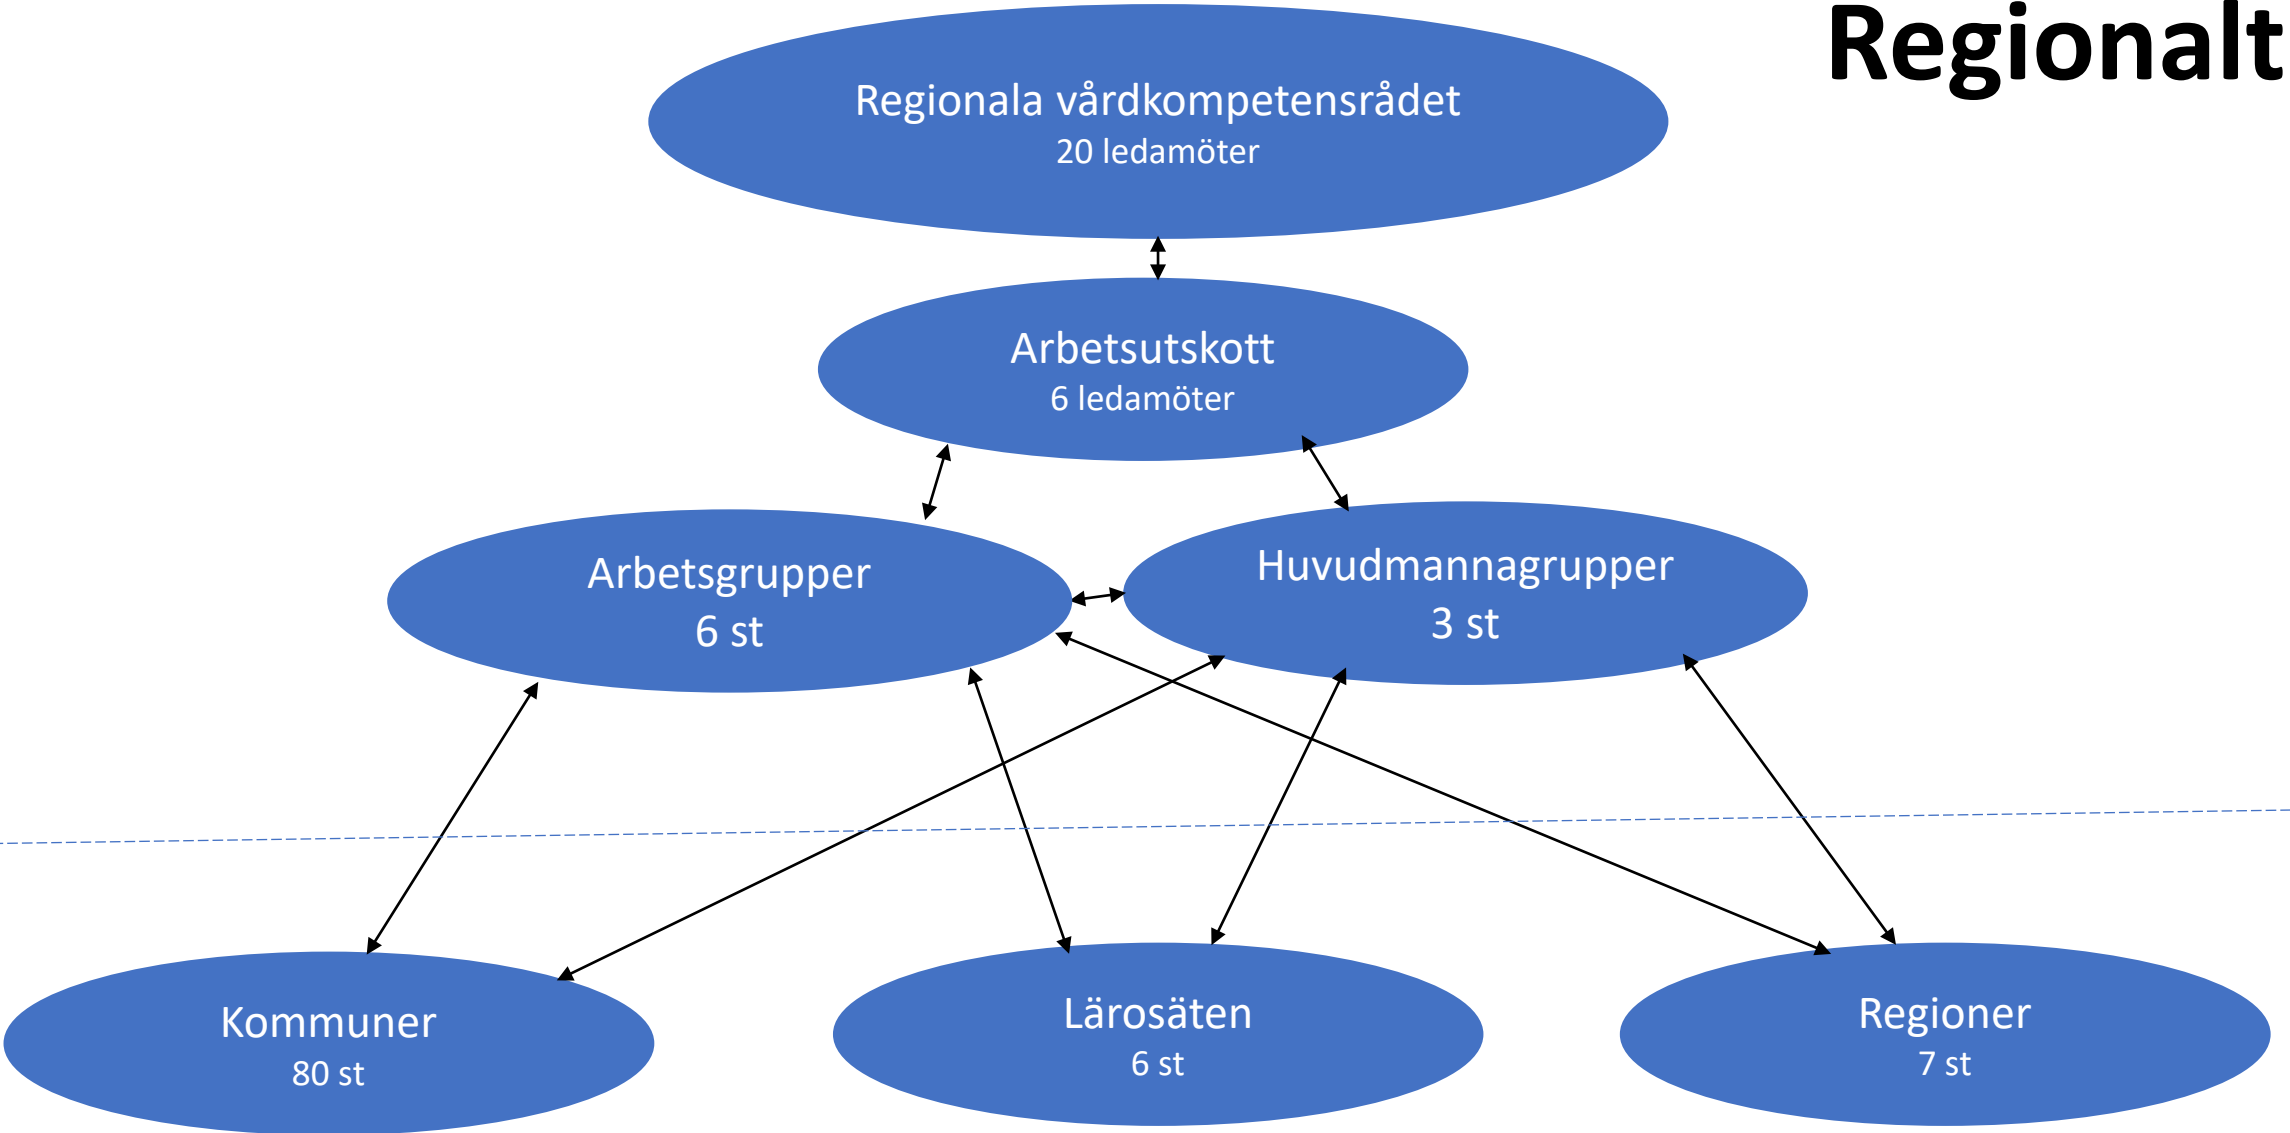 Regionalt
Regionala vårdkompetensrådet
20 ledamöter
Arbetsutskott
6 ledamöter
Arbetsgrupper
6 st
Huvudmannagrupper
3 st
Kommuner
80 st
Lärosäten
6 st
Regioner
7 st